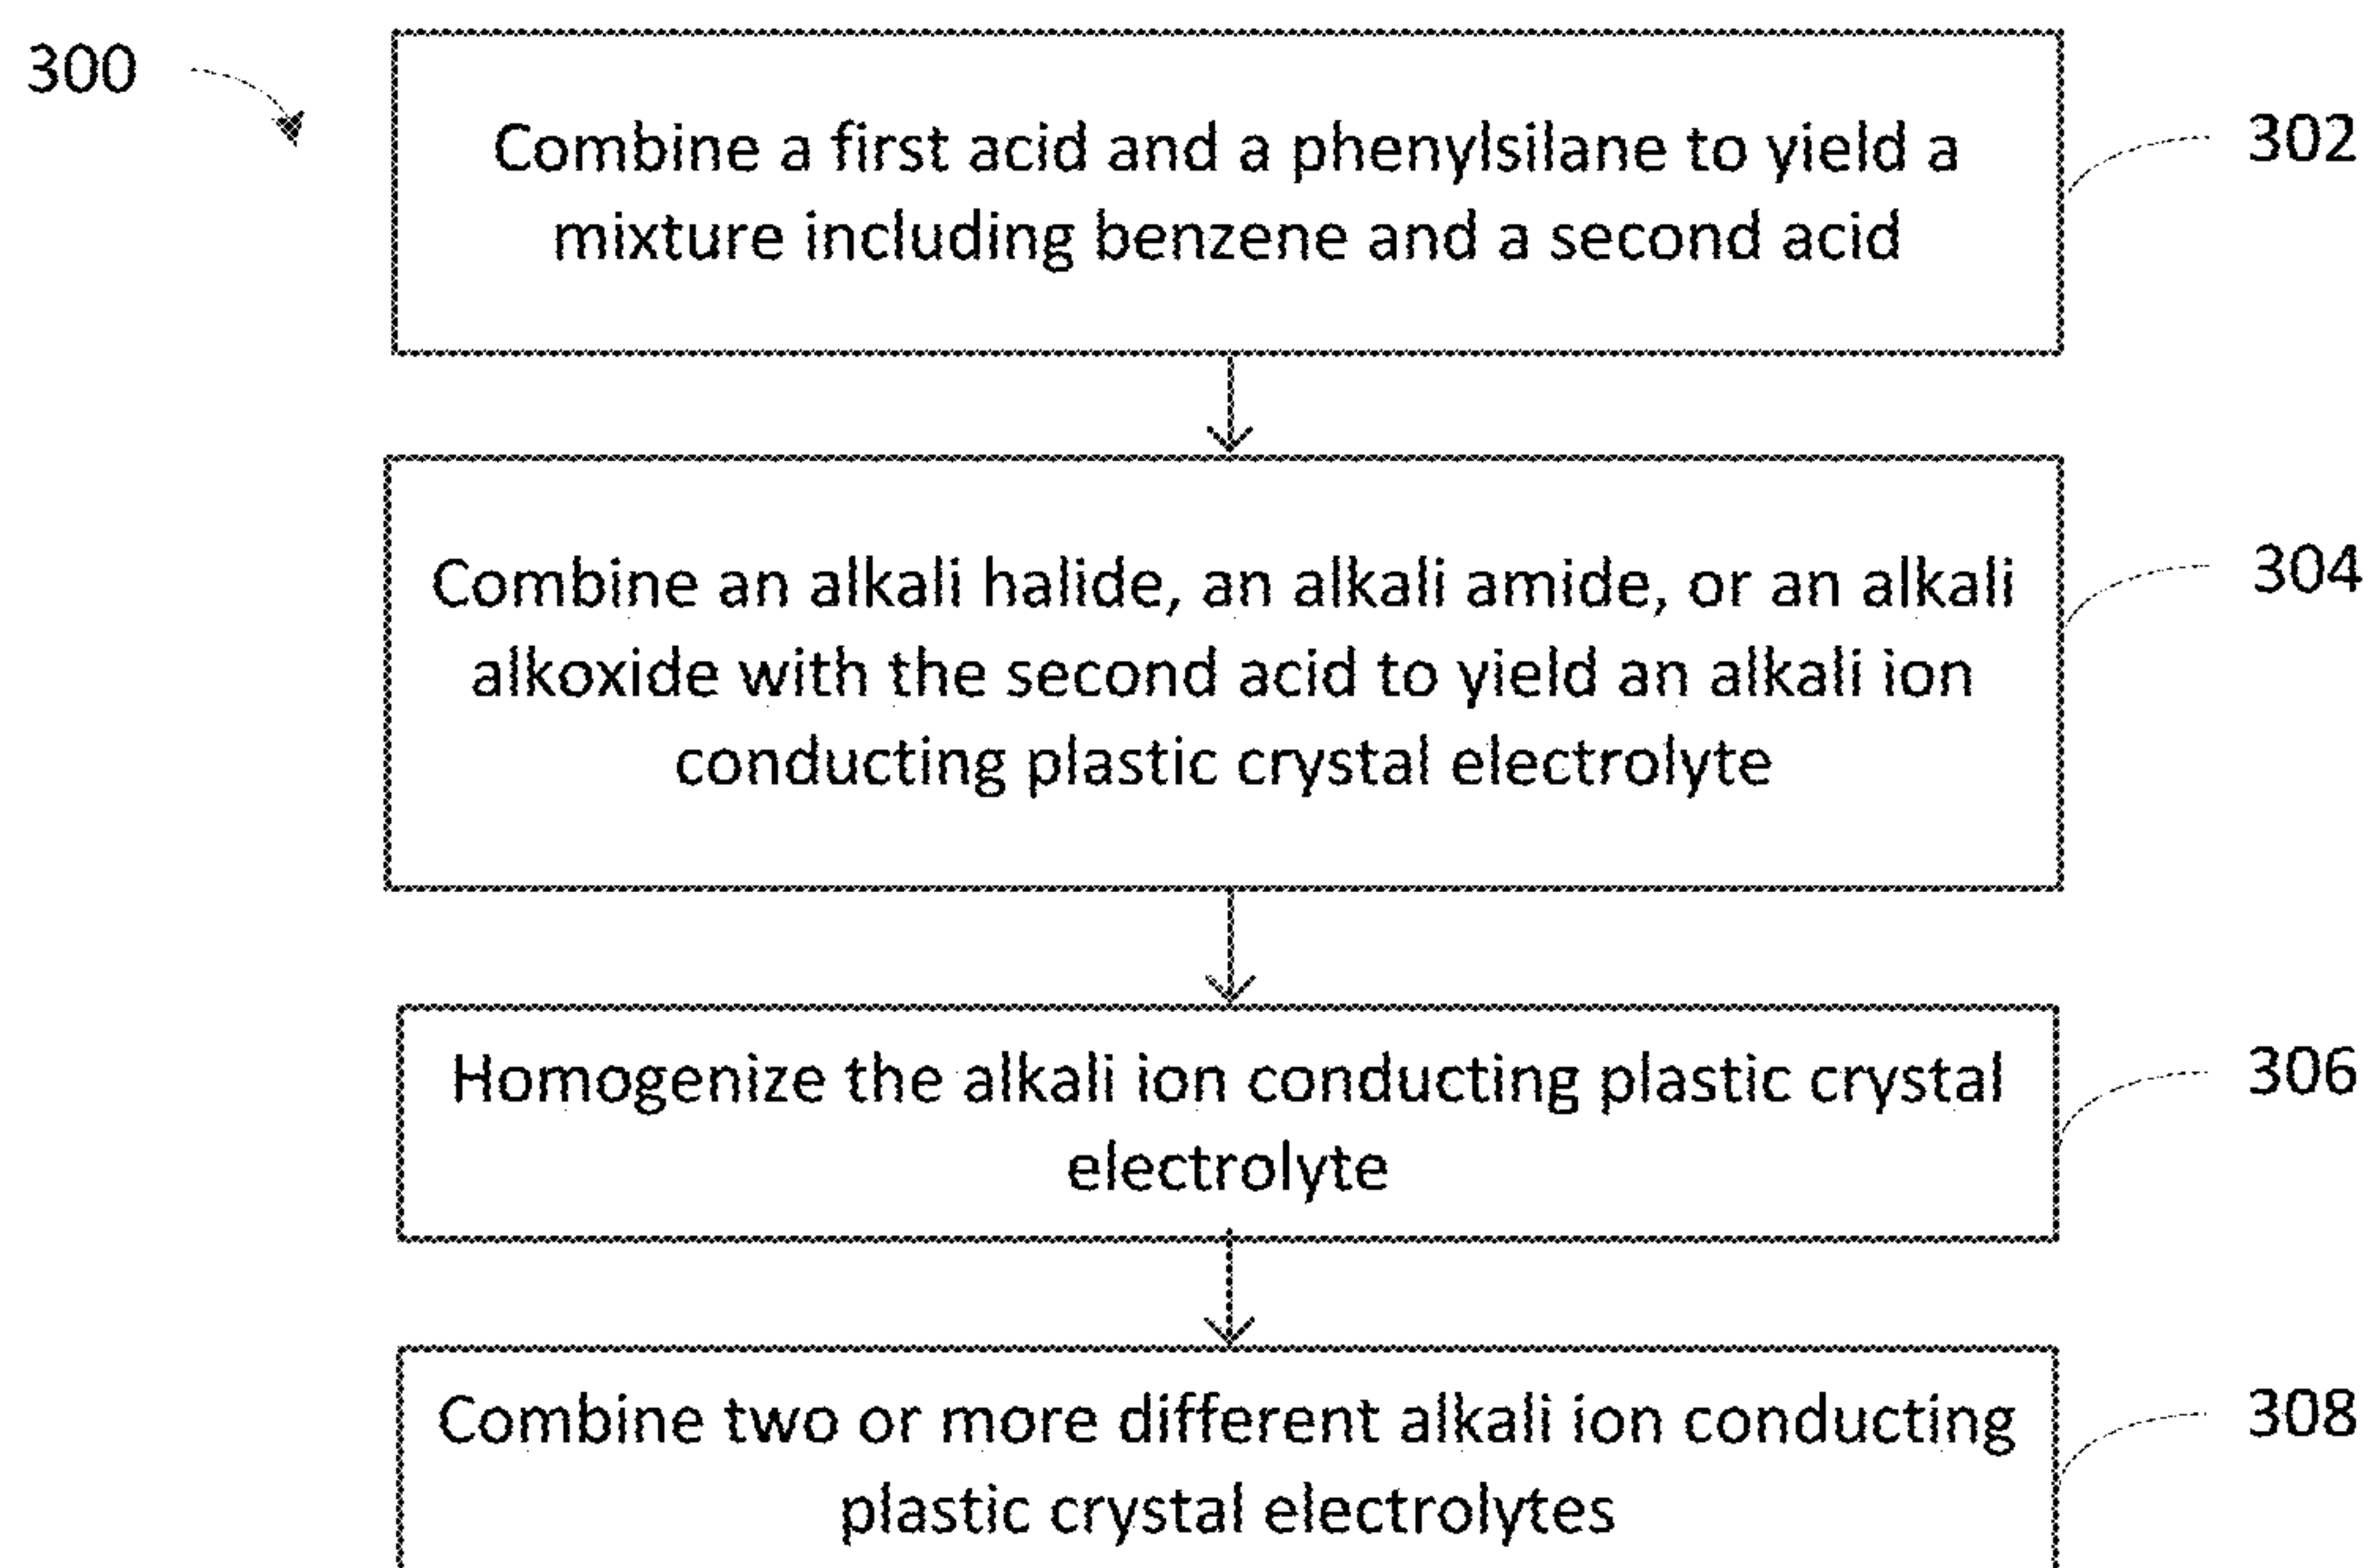 300
Combine a first acid and a phenylsilane to yield a
mixture including benzene and a second acid
302
Combine an alkali halide, an alkali amide, or an alkali
alkoxide with the second acid to yield an alkali ion
conducting plastic crystal electrolyte
304
Homogenize the alkali ion conducting plastic crystal
electrolyte
306
Combine two or more different alkali ion conducting
plastic crystal electrolytes
308